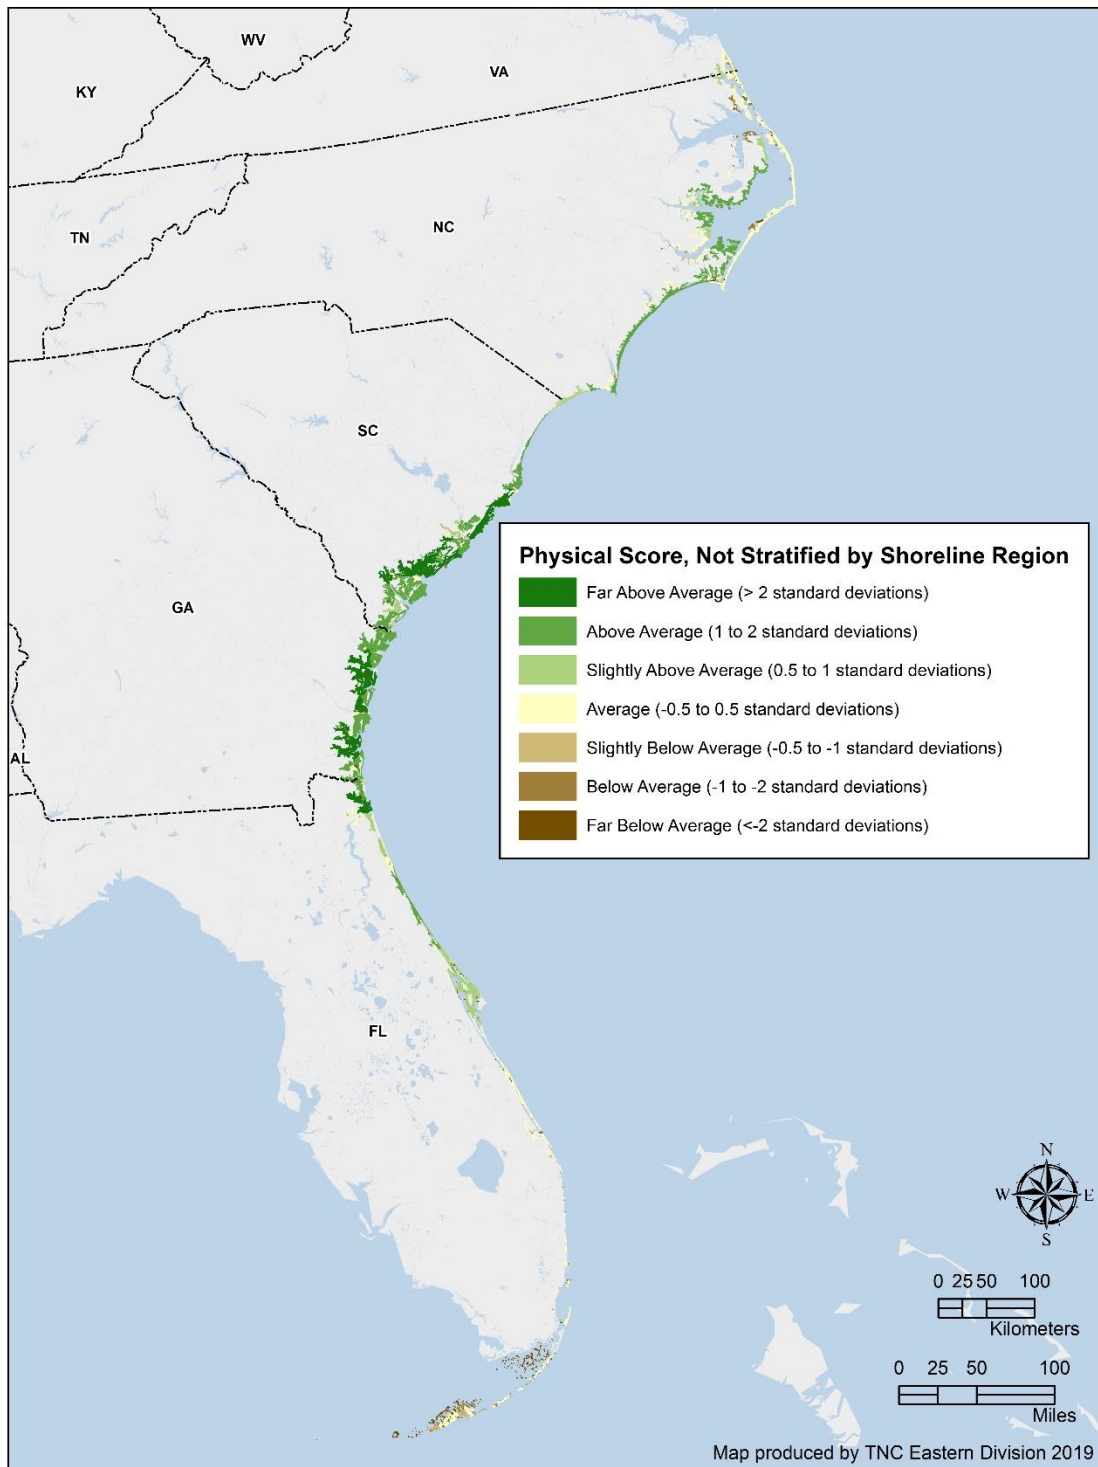 WV
VA
KY
NC
TN
SC
Physical Score, Not Stratified by Shoreline Region
Far Above Average (> 2 standard deviations)
Above Average (1 to 2 standard deviations)
Slightly Above Average (0.5 to 1 standard deviations)
Average (-0.5 to 0.5 standard deviations)
Slightly Below Average (-0.5 to -1 standard deviations)
Below Average (-1 to -2 standard deviations)
Far Below Average (<-2 standard deviations)
GA
AL
FL
N
W E
S
0 25 50 100
Kilometers
0 25 50 100
Miles
Map produced by TNC Eastern Division 2019